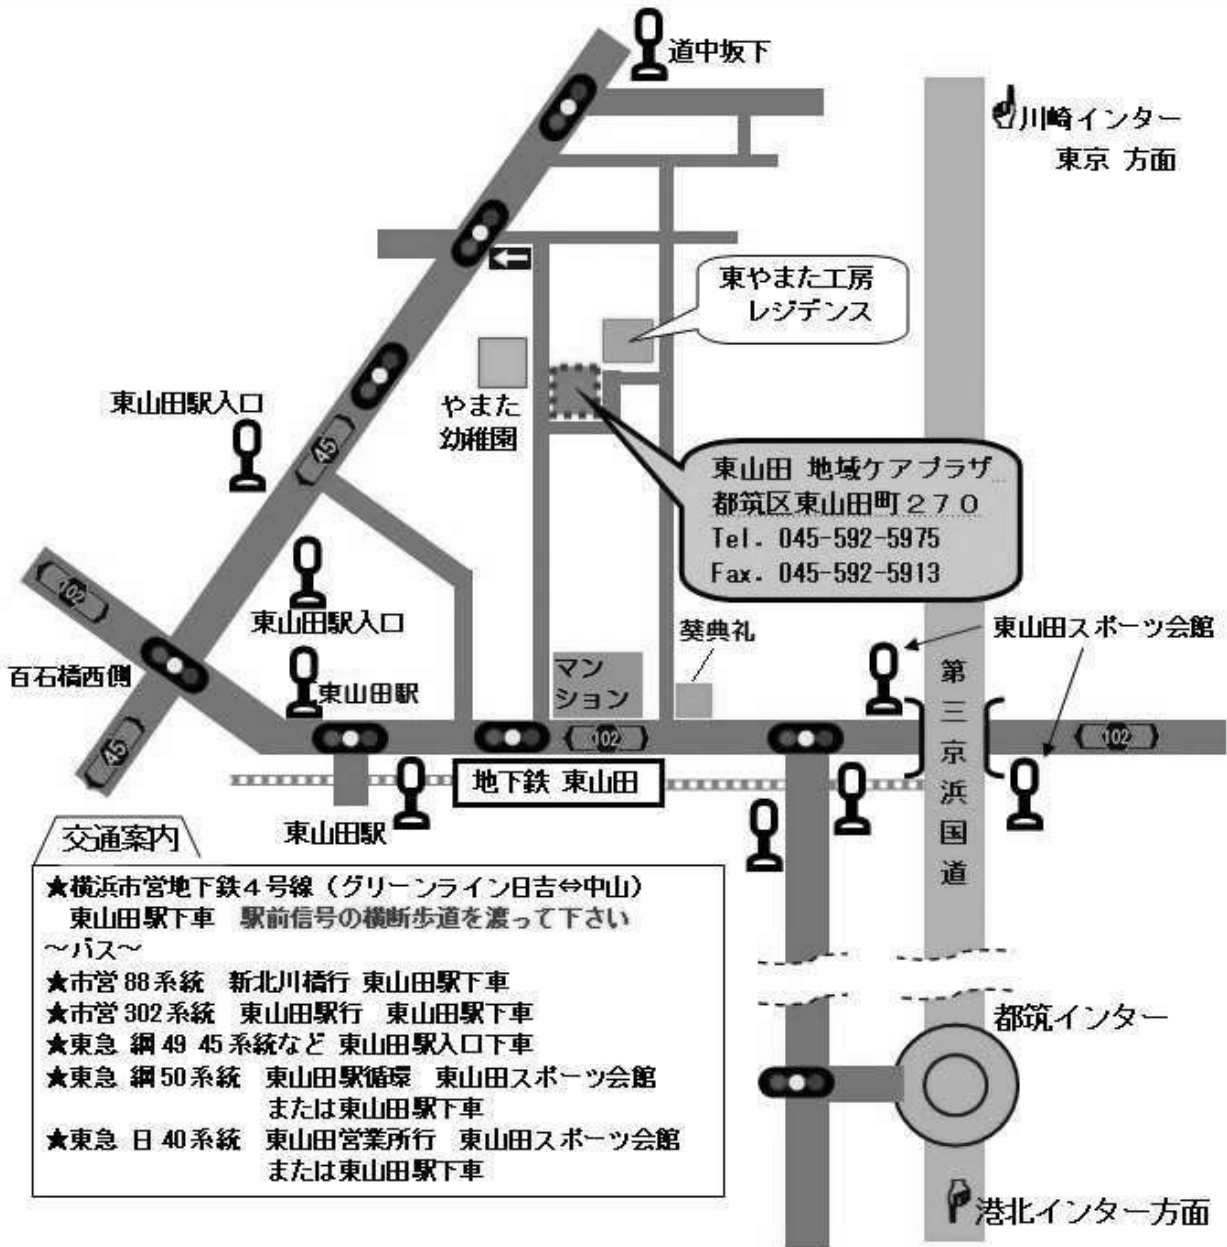 道中坂下
川崎インター
東京 方面
東やまた工房
レジデンス
東山田駅入口
やまた
幼稚園
45
東山田 地域ケアプラザ
都筑区東山田町270
Tel. 045-592-5975
Fax. 045-592-5913
102
東山田駅入口
葵典礼
東山田スポーツ会館
百石橋西側
東山田駅
マン
ション
第三京浜国道
45
102
102
地下鉄 東山田
東山田駅
交通案内
★横浜市営地下鉄4号線(グリーンライン日吉⇔中山)
東山田駅下車 駅前信号の横断歩道を渡って下さい
~バス~
★市営88系統 新北川橋行 東山田駅下車
★市営302系統 東山田駅行 東山田駅下車
★東急 綱49 45系統など 東山田駅入口下車
★東急 綱50系統 東山田駅循環 東山田スポーツ会館
または東山田駅下車
★東急 日40系統 東山田営業所行 東山田スポーツ会館
または東山田駅下車
都筑インター
港北インター方面